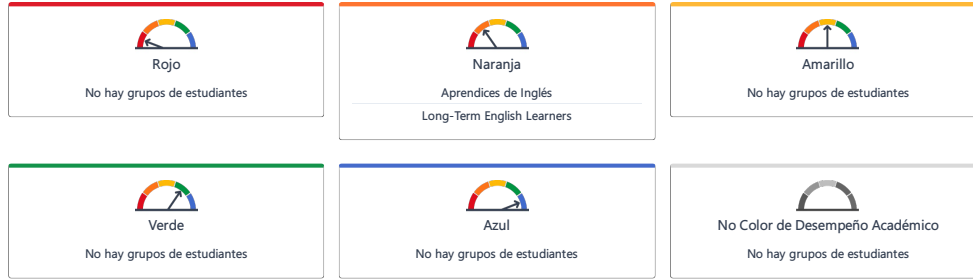 Rojo
No hay grupos de estudiantes
Naranja
Aprendices de Inglés
Long-Term English Learners
Amarillo
No hay grupos de estudiantes
Verde
No hay grupos de estudiantes
Azul
No hay grupos de estudiantes
No Color de Desempeño Académico
No hay grupos de estudiantes